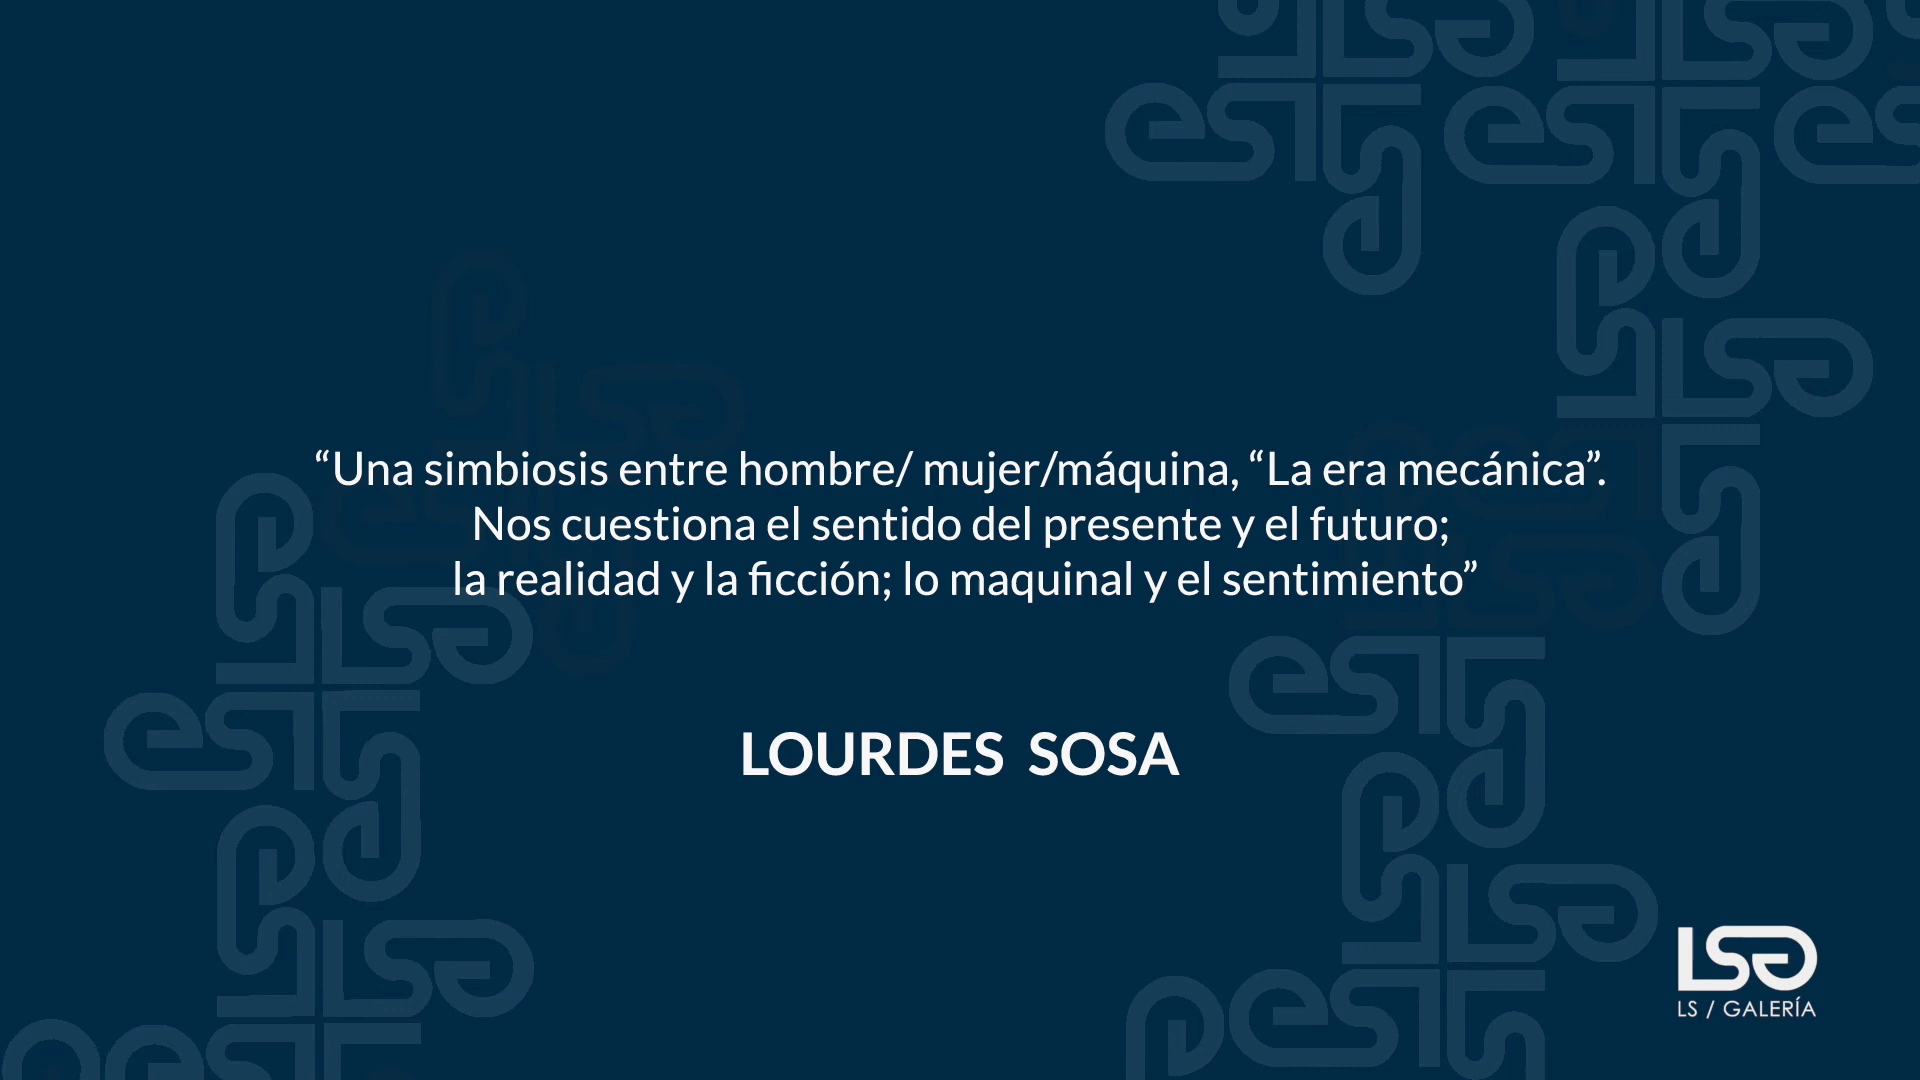 “Una simbiosis entre hombre/ mujer/máquina, “La era mecánica”.
Nos cuestiona el sentido del presente y el futuro;
la realidad y la ficción; lo maquinal y el sentimiento”
LOURDES SOSA
LSG
LS / GALERÍA